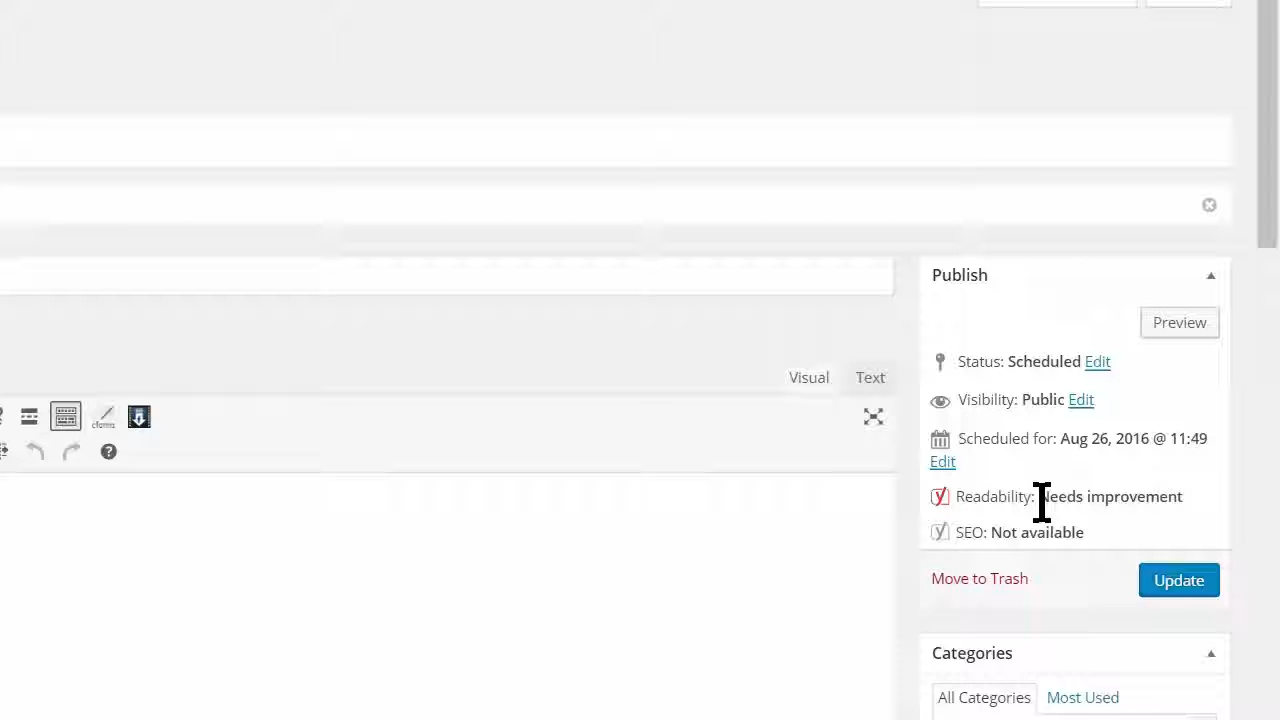 Publish
Preview
Status: Scheduled Edit
Visual Text
Visibility: Public Edit
Scheduled for: Aug 26, 2016 @ 11:49
Edit
Readability: Needs improvement
SEO: Not available
Move to Trash Update
Categories
All Categories Most Used